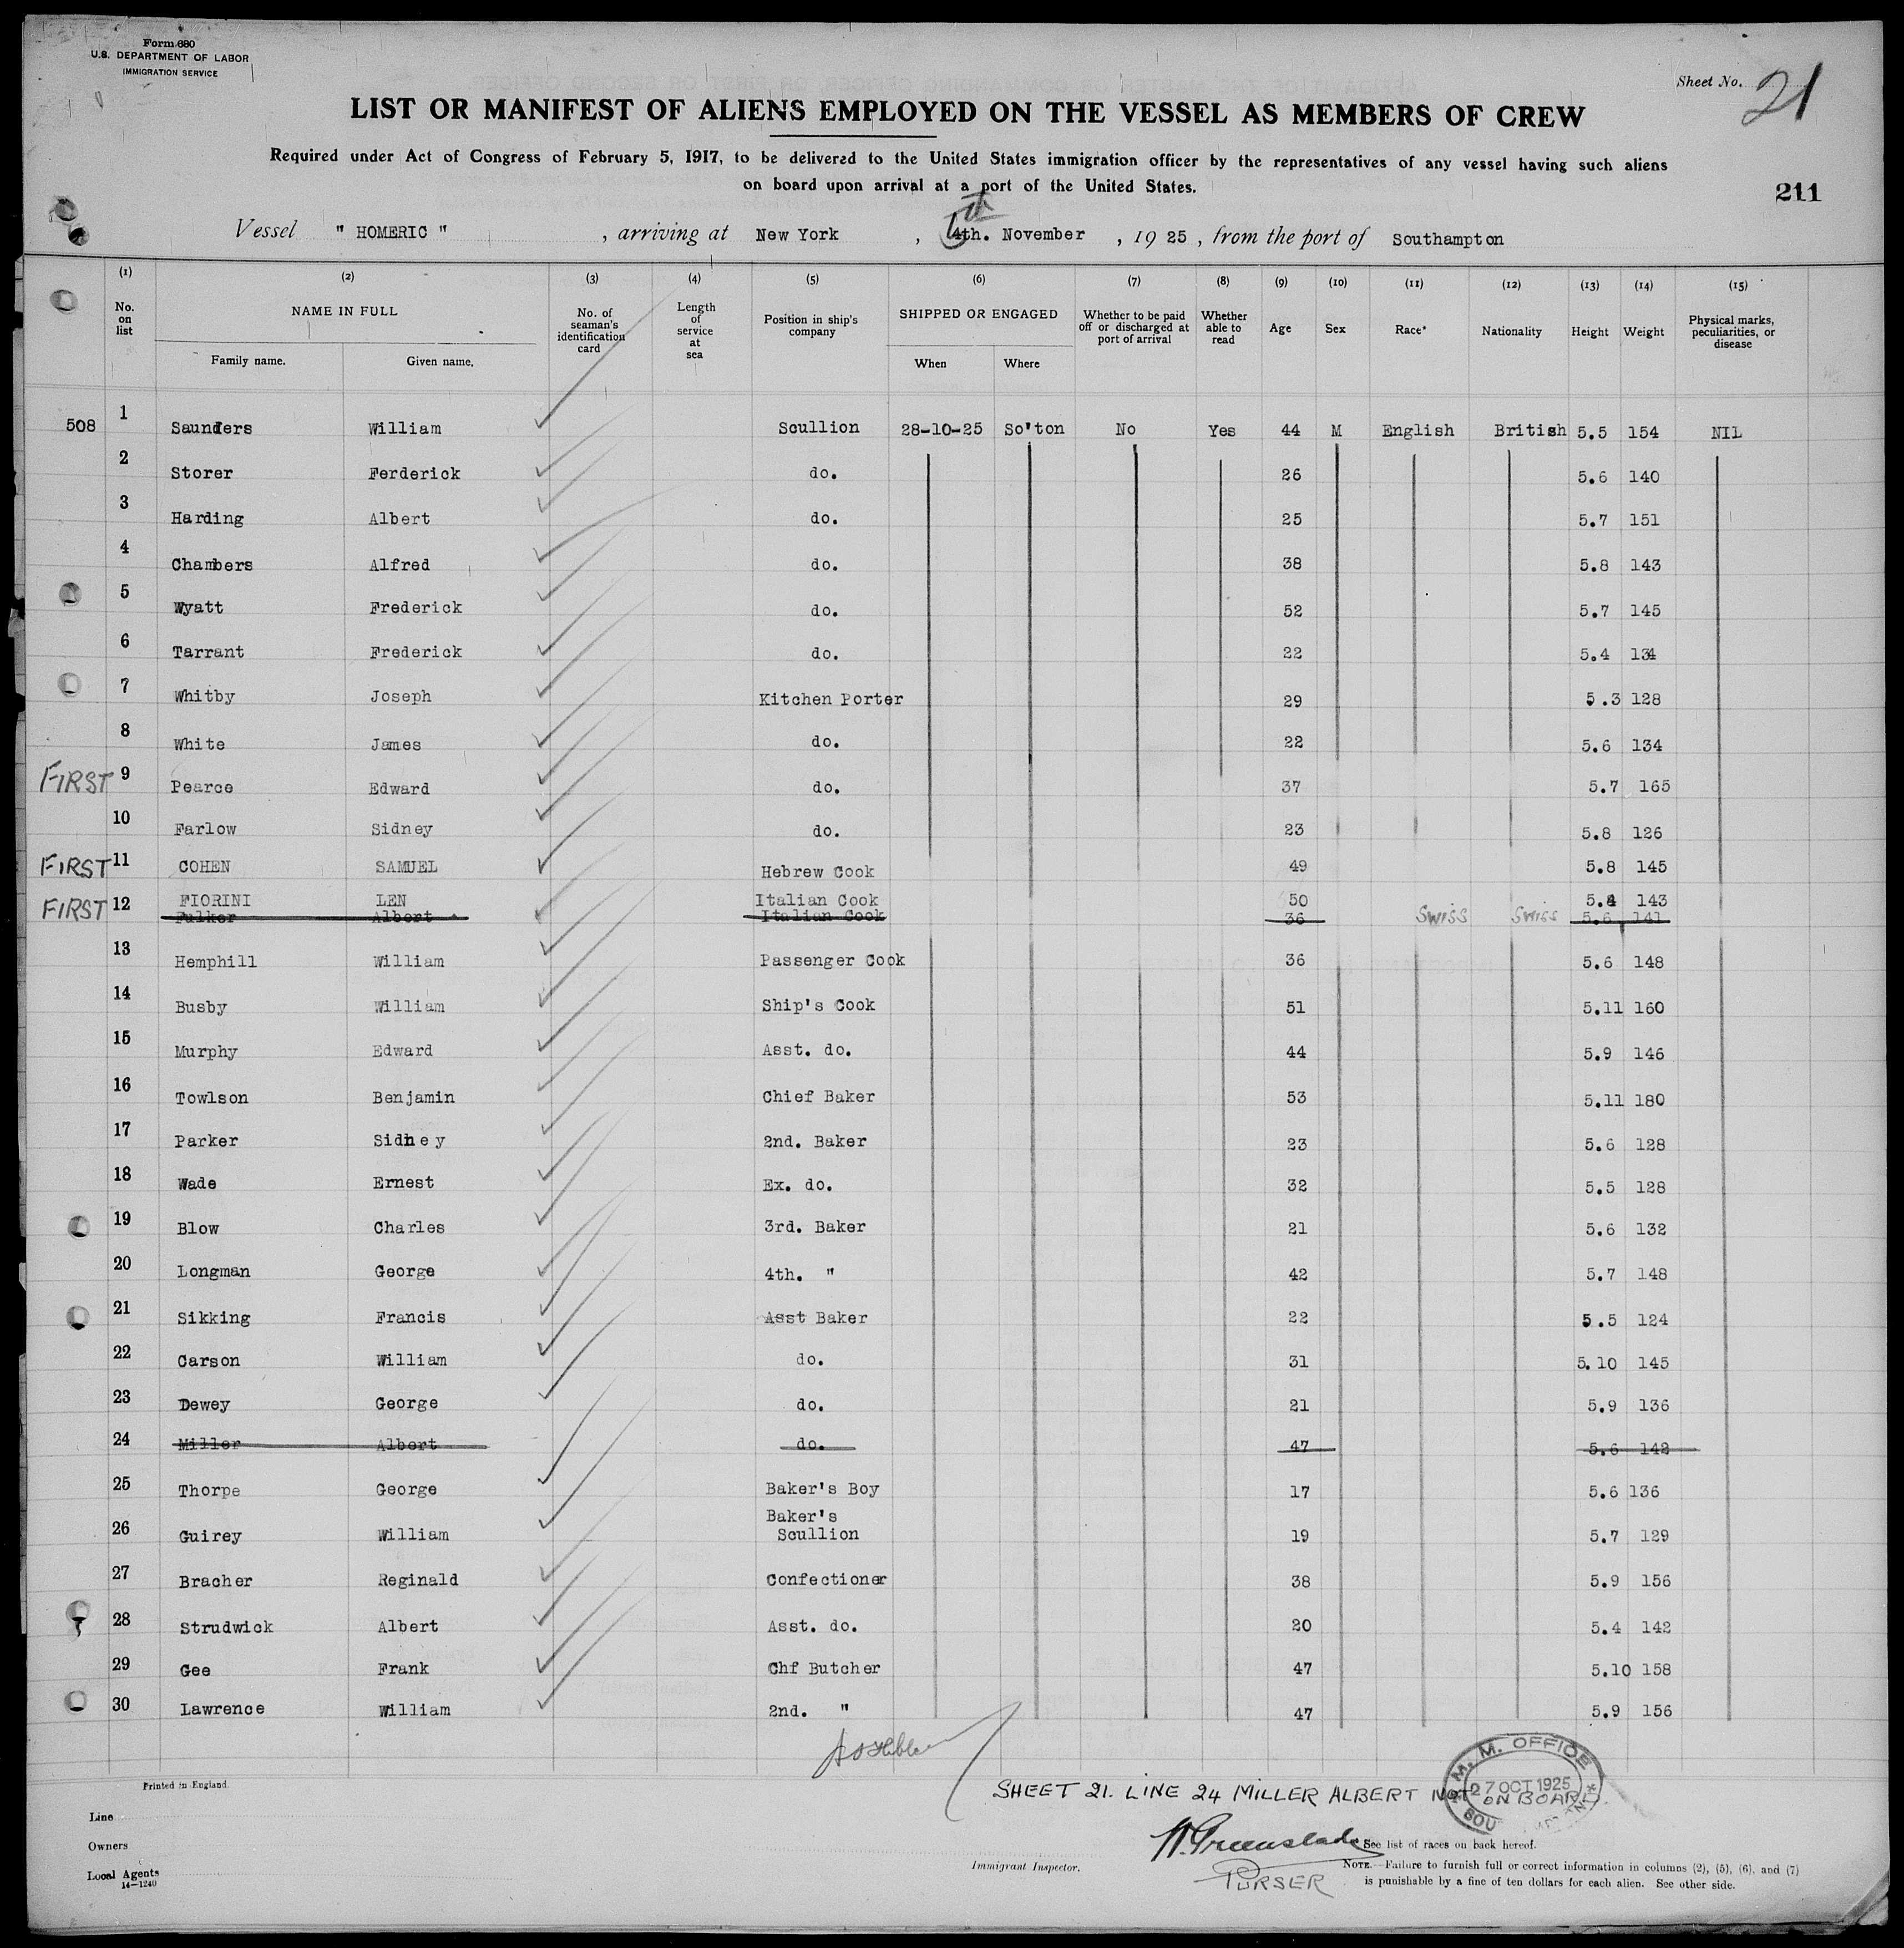 Form 680
U.S. DEPARTMENT OF LABOR
IMMIGRATION SERVICE
Sheet No. 21
LIST OR MANIFEST OF ALIENS EMPLOYED ON THE VESSEL AS MEMBERS OF CREW
Required under Act of Congress of February 5, 1917, to be delivered to the United States immigration officer by the representatives of any vessel having such aliens
on board upon arrival at a port of the United States.
211
Vessel " HOMERIC " , arriving at New York , 4th. November , 19 25 , from the port of Southampton
(1) (2) (3) (4) (5) (6) (7) (8) (9) (10) (11) (12) (13) (14) (15)
No. on list NAME IN FULL No. of seaman's identification card Length of service at sea Position in ship's company SHIPPED OR ENGAGED Whether to be paid off or discharged at port of arrival Whether able to read Age Sex Race* Nationality Height Weight Physical marks, peculiarities, or disease
Family name. Given name. When Where
508 1 Saunders William Scullion 28-10-25 So'ton No Yes 44 M English British 5.5 154 NIL
2 Storer Ferderick do. 26 5.6 140
3 Harding Albert do. 25 5.7 151
4 Chambers Alfred do. 38 5.8 143
5 Wyatt Frederick do. 52 5.7 145
6 Tarrant Frederick do. 22 5.4 134
7 Whitby Joseph Kitchen Porter 29 5.3 128
8 White James do. 22 5.6 134
FIRST 9 Pearce Edward do. 37 5.7 165
10 Farlow Sidney do. 23 5.8 126
FIRST 11 COHEN SAMUEL Hebrew Cook 49 5.8 145
FIRST 12 FIORINI LEN Italian Cook 50 5.4 143
Fulker Albert Italian Cook 36 SWISS SWISS 5.6 141
13 Hemphill William Passenger Cook 36 5.6 148
14 Busby William Ship's Cook 51 5.11 160
15 Murphy Edward Asst. do. 44 5.9 146
16 Towlson Benjamin Chief Baker 53 5.11 180
17 Parker Sidney 2nd. Baker 23 5.6 128
18 Wade Ernest Ex. do. 32 5.5 128
19 Blow Charles 3rd. Baker 21 5.6 132
20 Longman George 4th. " 42 5.7 148
21 Sikking Francis Asst Baker 22 5.5 124
22 Carson William do. 31 5.10 145
23 Dewey George do. 21 5.9 136
24 Miller Albert do. 47 5.6 142
25 Thorpe George Baker's Boy 17 5.6 136
26 Guirey William Baker's Scullion 19 5.7 129
27 Bracher Reginald Confectioner 38 5.9 156
28 Strudwick Albert Asst. do. 20 5.4 142
29 Gee Frank Chf Butcher 47 5.10 158
30 Lawrence William 2nd. " 47 5.9 156
Printed in England.
SHEET 21. LINE 24 MILLER ALBERT NOT ON BOARD.
M. M. OFFICE
27 OCT 1925
Line
Owners
Local Agents
14-1240
Immigrant Inspector.
W. Greenslade
PURSER
See list of races on back hereof.
NOTE.—Failure to furnish full or correct information in columns (2), (5), (6), and (7)
is punishable by a fine of ten dollars for each alien. See other side.